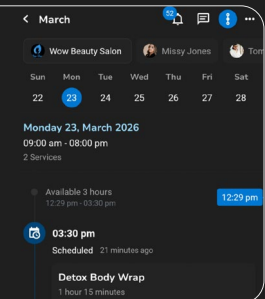 March
52
Wow Beauty Salon Missy Jones Tom
Sun Mon Tue Wed Thu Fri Sat
22 23 24 25 26 27 28
Monday 23, March 2026
09:00 am - 08:00 pm
2 Services
Available 3 hours
12:29 pm - 03:30 pm
12:29 pm
03:30 pm
Scheduled 21 minutes ago
Detox Body Wrap
1 hour 15 minutes